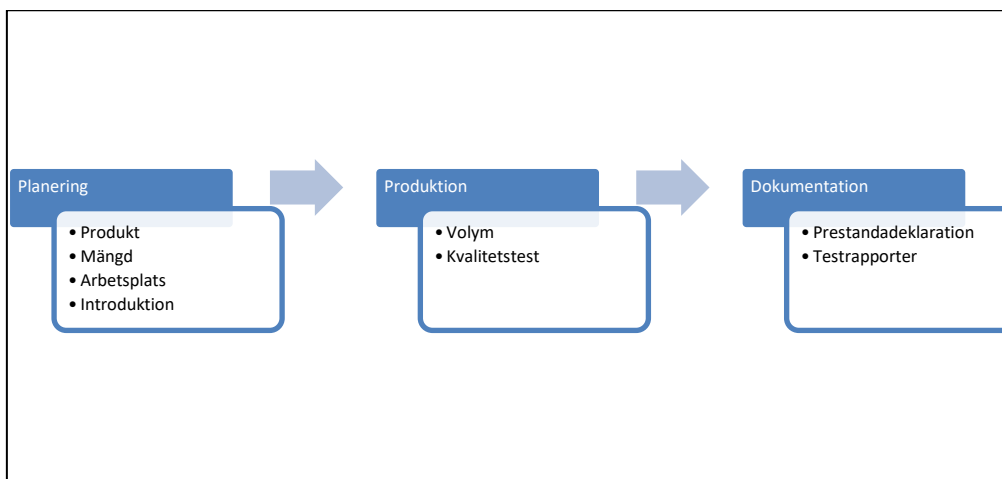 Planering
• Produkt
• Mängd
• Arbetsplats
• Introduktion
Produktion
• Volym
• Kvalitetstest
Dokumentation
• Prestandadeklaration
• Testrapporter